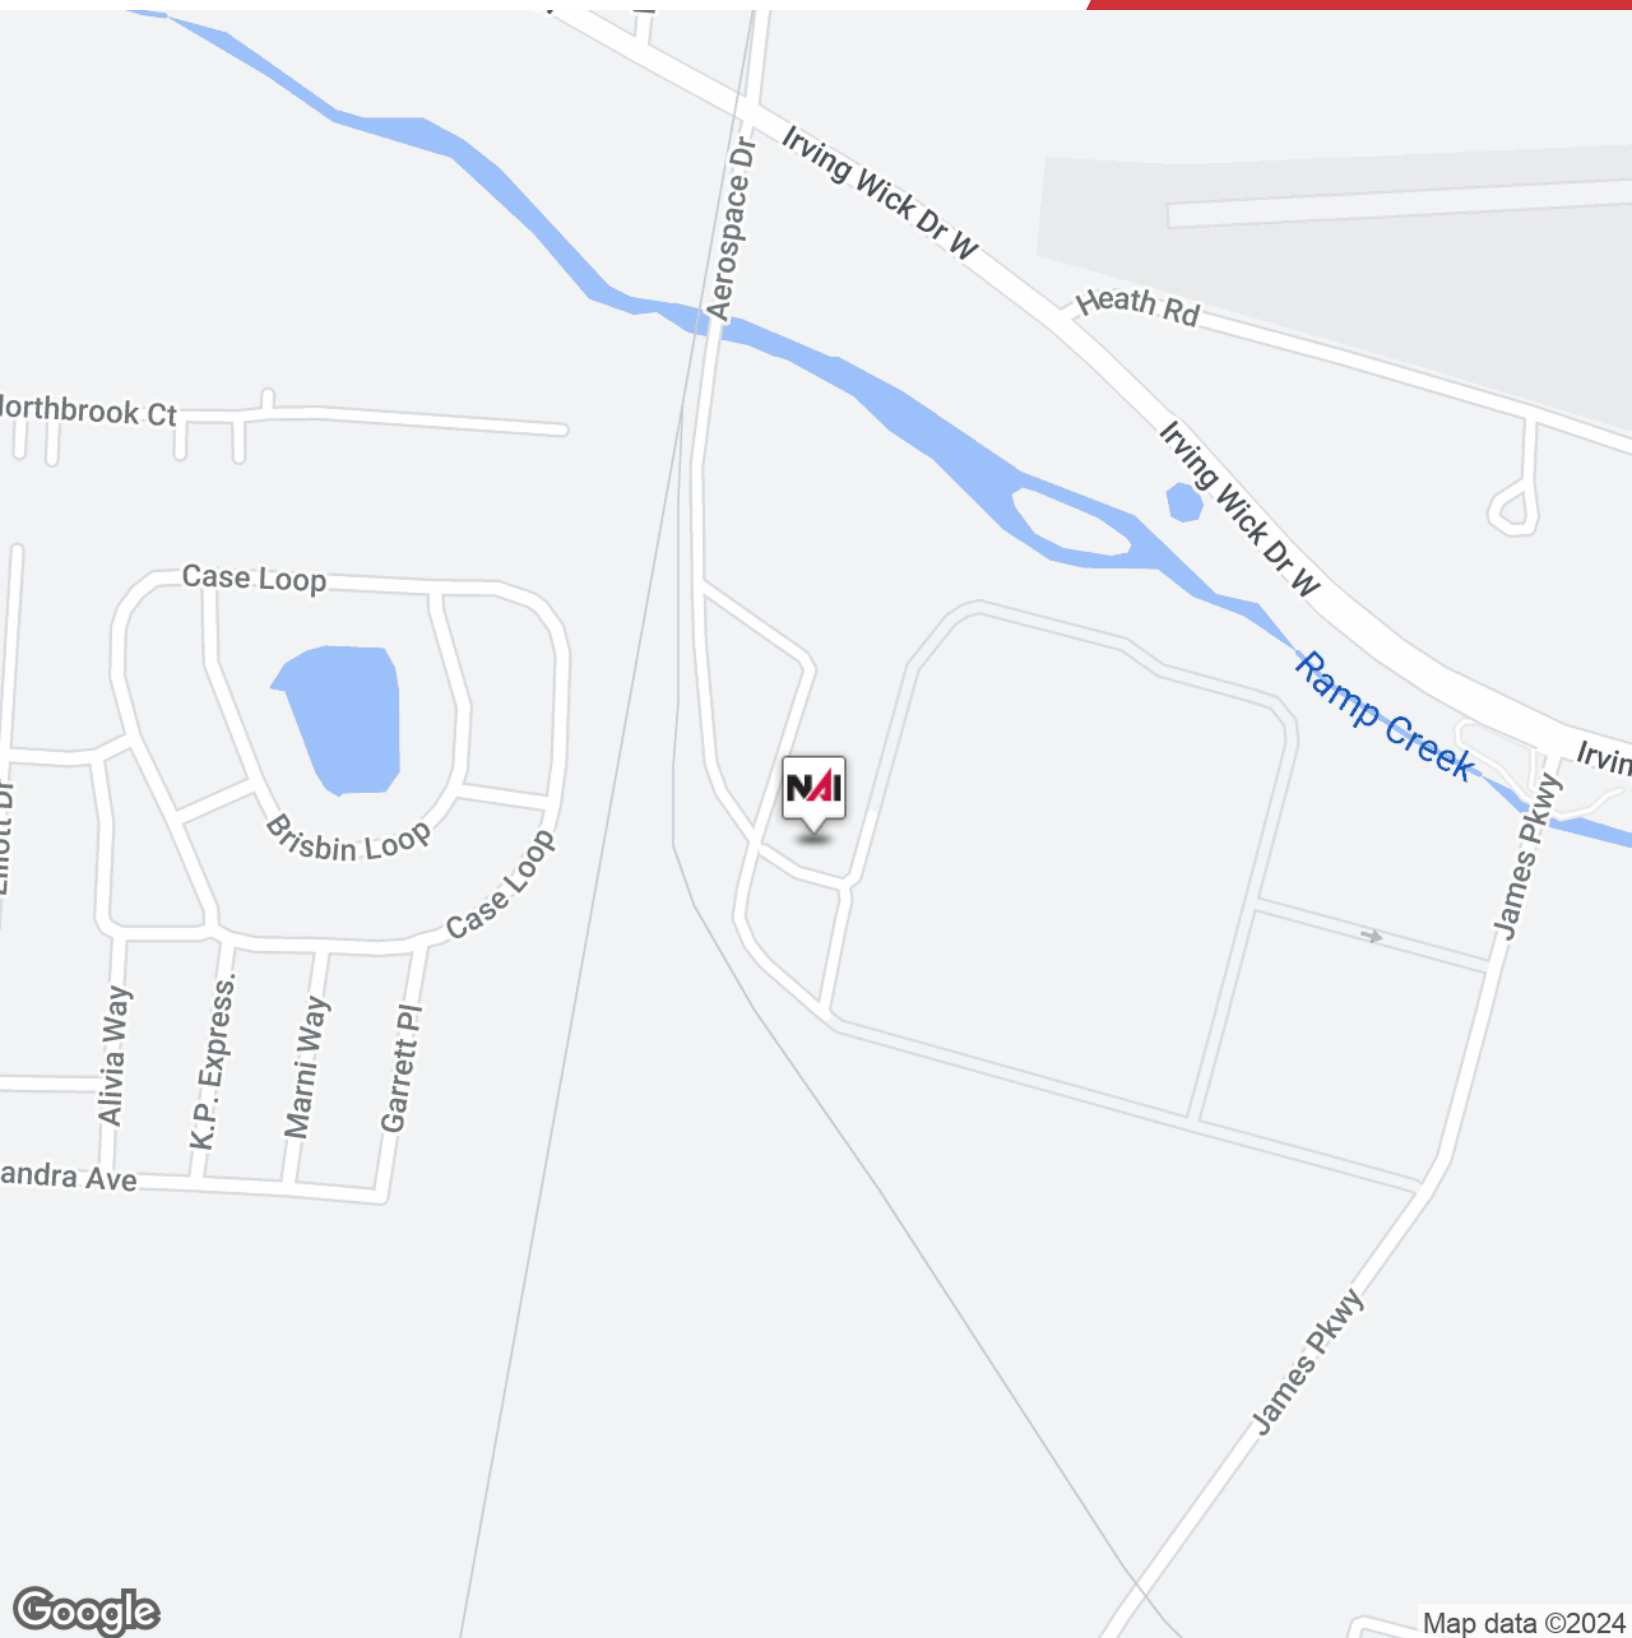 Aerospace Dr
Irving Wick Dr W
Heath Rd
orthbrook Ct
Irving Wick Dr W
Case Loop
Ramp Creek
Irvin
NAI
James Pkwy
Brisbin Loop
Case Loop
Alivia Way
K.P. Express.
Marni Way
Garrett Pl
andra Ave
James Pkwy
Google
Map data ©2024